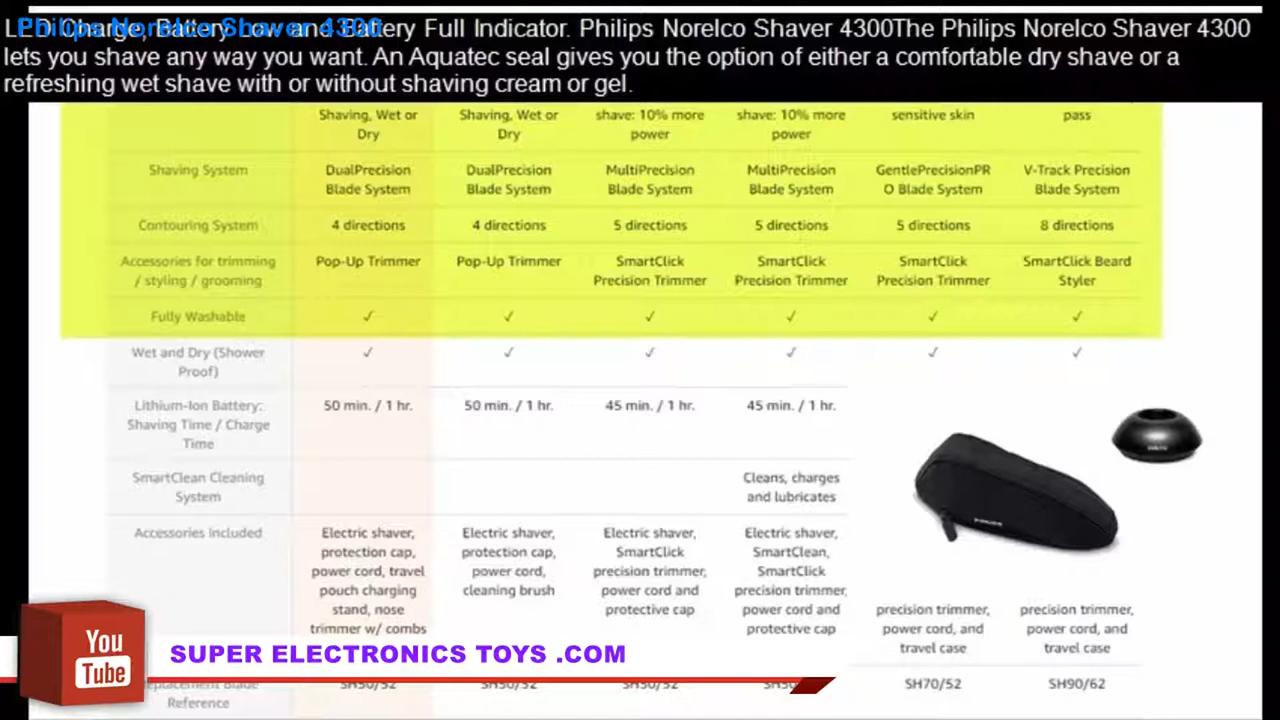 Philips Norelco Shaver 4300
LED Charge, Battery Low and Battery Full Indicator. Philips Norelco Shaver 4300The Philips Norelco Shaver 4300
lets you shave any way you want. An Aquatec seal gives you the option of either a comfortable dry shave or a
refreshing wet shave with or without shaving cream or gel.
Shaving, Wet or Shaving, Wet or shave: 10% more shave: 10% more sensitive skin pass
Dry Dry power power
Shaving System DualPrecision DualPrecision MultiPrecision MultiPrecision GentlePrecisionPR V-Track Precision
Blade System Blade System Blade System Blade System O Blade System Blade System
Contouring System 4 directions 4 directions 5 directions 5 directions 5 directions 8 directions
Accessories for trimming Pop-Up Trimmer Pop-Up Trimmer SmartClick SmartClick SmartClick SmartClick Beard
/ styling / grooming Precision Trimmer Precision Trimmer Precision Trimmer Styler
Fully Washable ✓ ✓ ✓ ✓ ✓ ✓
Wet and Dry (Shower ✓ ✓ ✓ ✓ ✓ ✓
Proof)
Lithium-Ion Battery: 50 min. / 1 hr. 50 min. / 1 hr. 45 min. / 1 hr. 45 min. / 1 hr.
Shaving Time / Charge
Time
SmartClean Cleaning Cleans, charges
System and lubricates
Accessories Included Electric shaver, Electric shaver, Electric shaver, Electric shaver,
protection cap, protection cap, SmartClick SmartClean,
power cord, travel power cord, precision trimmer, SmartClick
pouch charging cleaning brush power cord and precision trimmer,
stand, nose protective cap power cord and precision trimmer, precision trimmer,
trimmer w/ combs protective cap power cord, and power cord, and
travel case travel case
You
Tube
SUPER ELECTRONICS TOYS .COM
SH70/52 SH90/62
Reference
PHILIPS